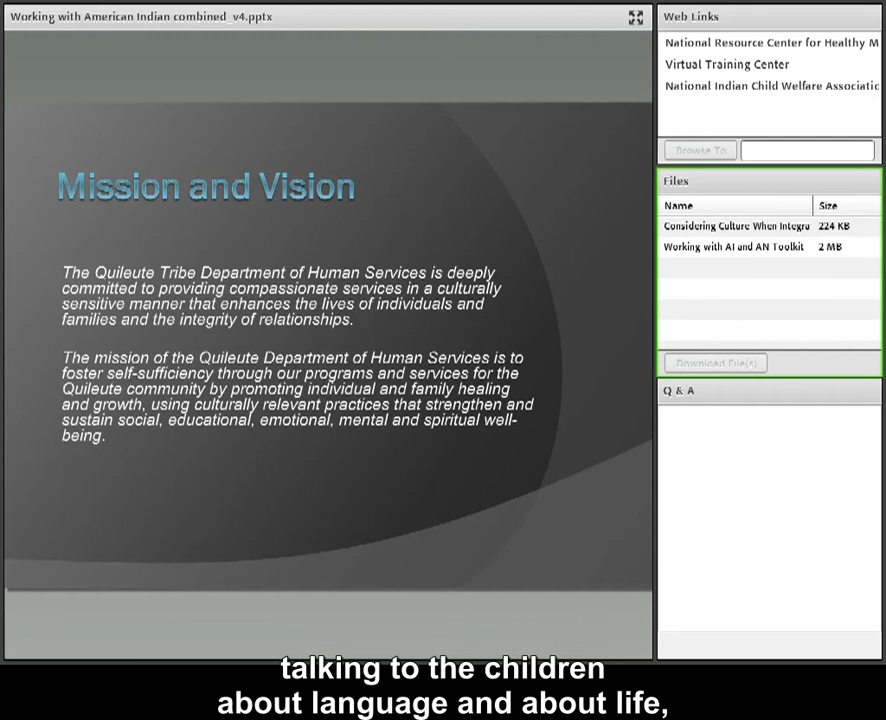 Working with American Indian combined_v4.pptx
Mission and Vision
The Quileute Tribe Department of Human Services is deeply
committed to providing compassionate services in a culturally
sensitive manner that enhances the lives of individuals and
families and the integrity of relationships.
The mission of the Quileute Department of Human Services is to
foster self-sufficiency through our programs and services for the
Quileute community by promoting individual and family healing
and growth, using culturally relevant practices that strengthen and
sustain social, educational, emotional, mental and spiritual well-
being.
Web Links
National Resource Center for Healthy M
Virtual Training Center
National Indian Child Welfare Associatic
Browse To
Files
Name Size
Considering Culture When Integra 224 KB
Working with AI and AN Toolkit 2 MB
Download File(s)
Q & A
talking to the children
about language and about life,